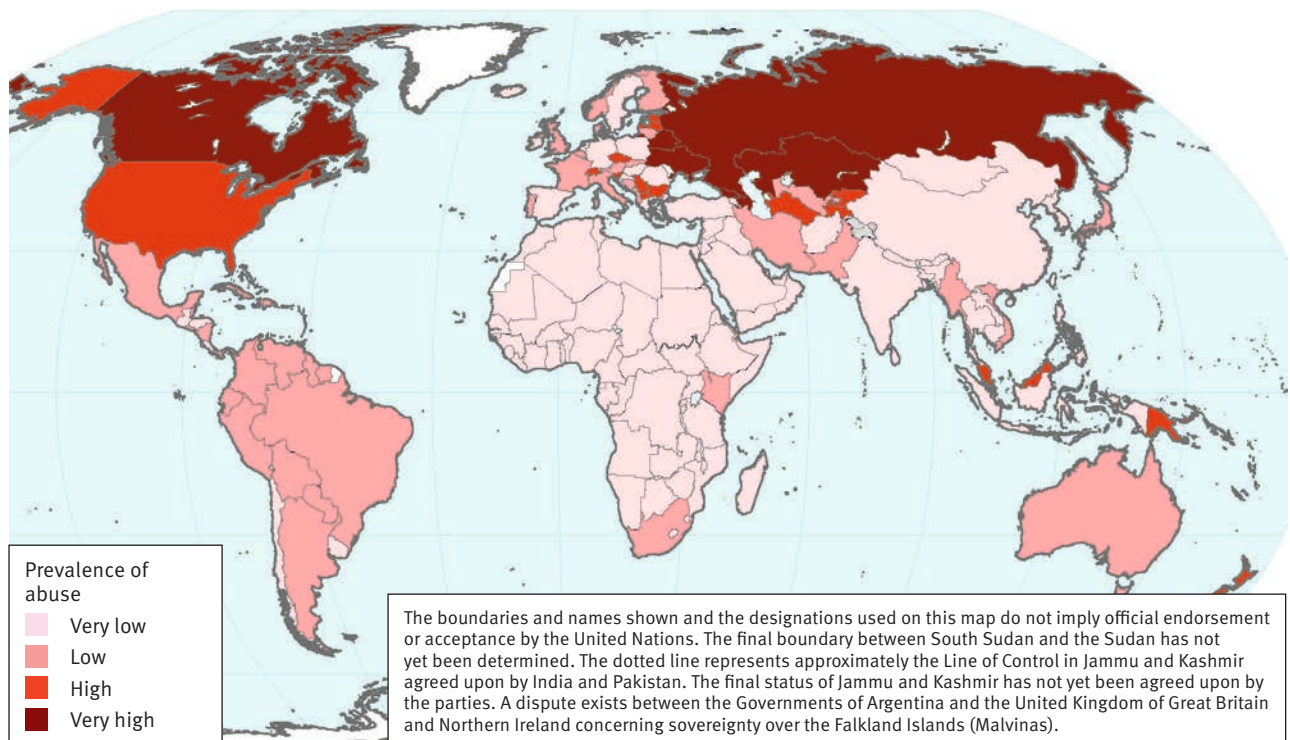 Prevalence of
abuse
Very low
Low
High
Very high
The boundaries and names shown and the designations used on this map do not imply official endorsement
or acceptance by the United Nations. The final boundary between South Sudan and the Sudan has not
yet been determined. The dotted line represents approximately the Line of Control in Jammu and Kashmir
agreed upon by India and Pakistan. The final status of Jammu and Kashmir has not yet been agreed upon by
the parties. A dispute exists between the Governments of Argentina and the United Kingdom of Great Britain
and Northern Ireland concerning sovereignty over the Falkland Islands (Malvinas).